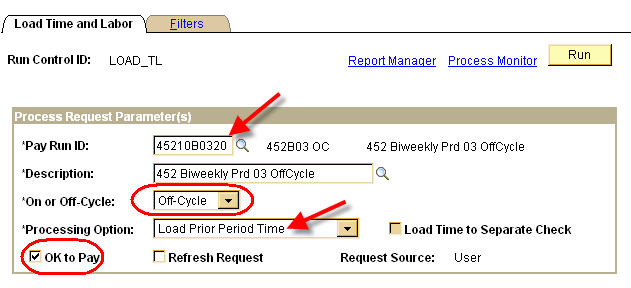 Load Time and Labor Filters
Run Control ID: LOAD_TL Report Manager Process Monitor Run
Process Request Parameter(s)
*Pay Run ID: 45210B0320 452B03 OC 452 Biweekly Prd 03 OffCycle
*Description: 452 Biweekly Prd 03 OffCycle
*On or Off-Cycle: Off-Cycle
*Processing Option: Load Prior Period Time Load Time to Separate Check
OK to Pay Refresh Request Request Source: User